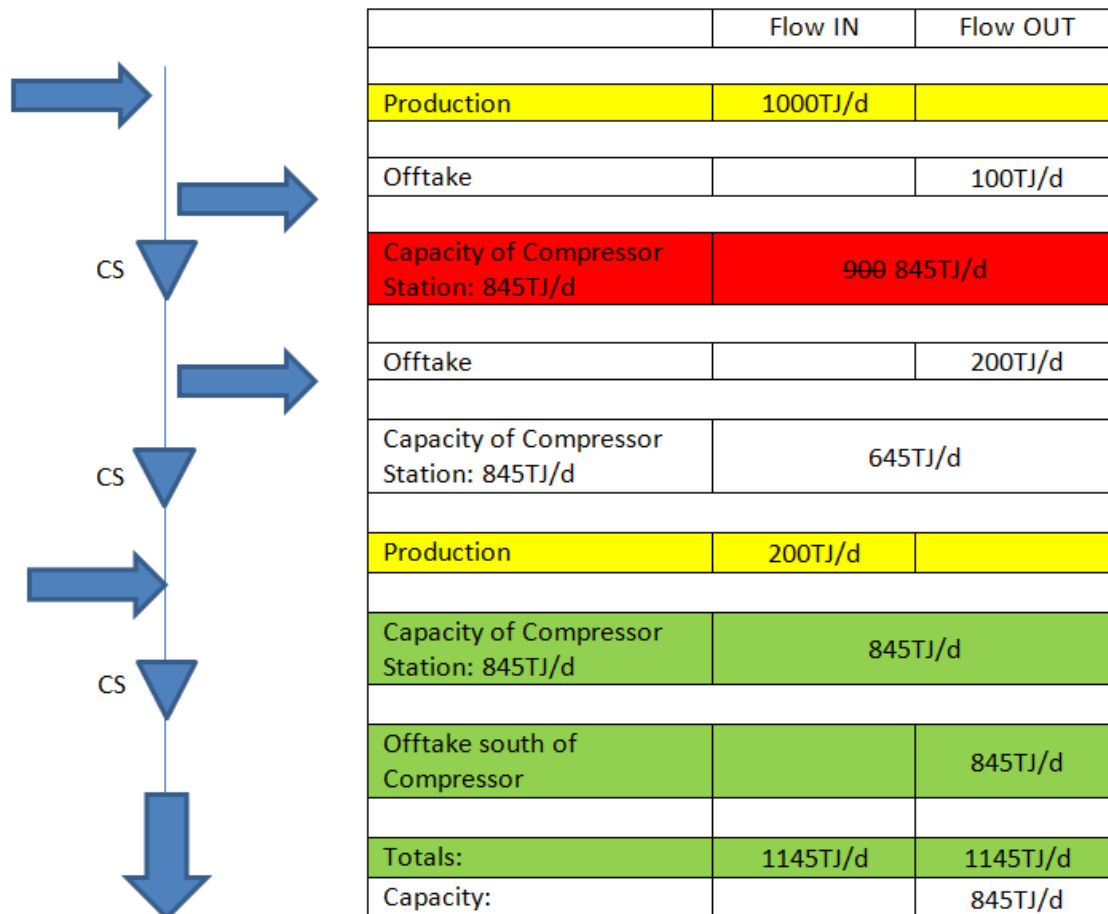 Flow IN Flow OUT
Production 1000TJ/d
Offtake 100TJ/d
CS
Capacity of Compressor
Station: 845TJ/d
900 845TJ/d
Offtake 200TJ/d
CS
Capacity of Compressor
Station: 845TJ/d
645TJ/d
Production 200TJ/d
CS
Capacity of Compressor
Station: 845TJ/d
845TJ/d
Offtake south of
Compressor
845TJ/d
Totals: 1145TJ/d 1145TJ/d
Capacity: 845TJ/d